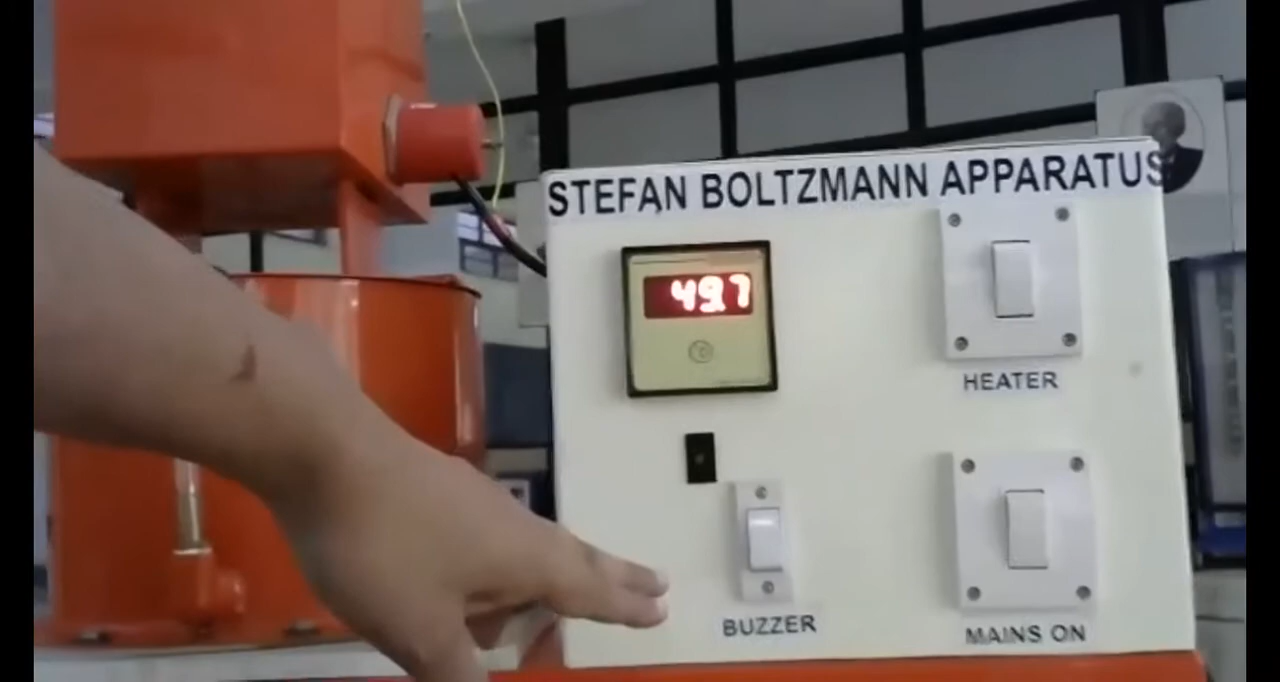 STEFAN BOLTZMANN APPARATUS
49.7
°C
HEATER
BUZZER
MAINS ON